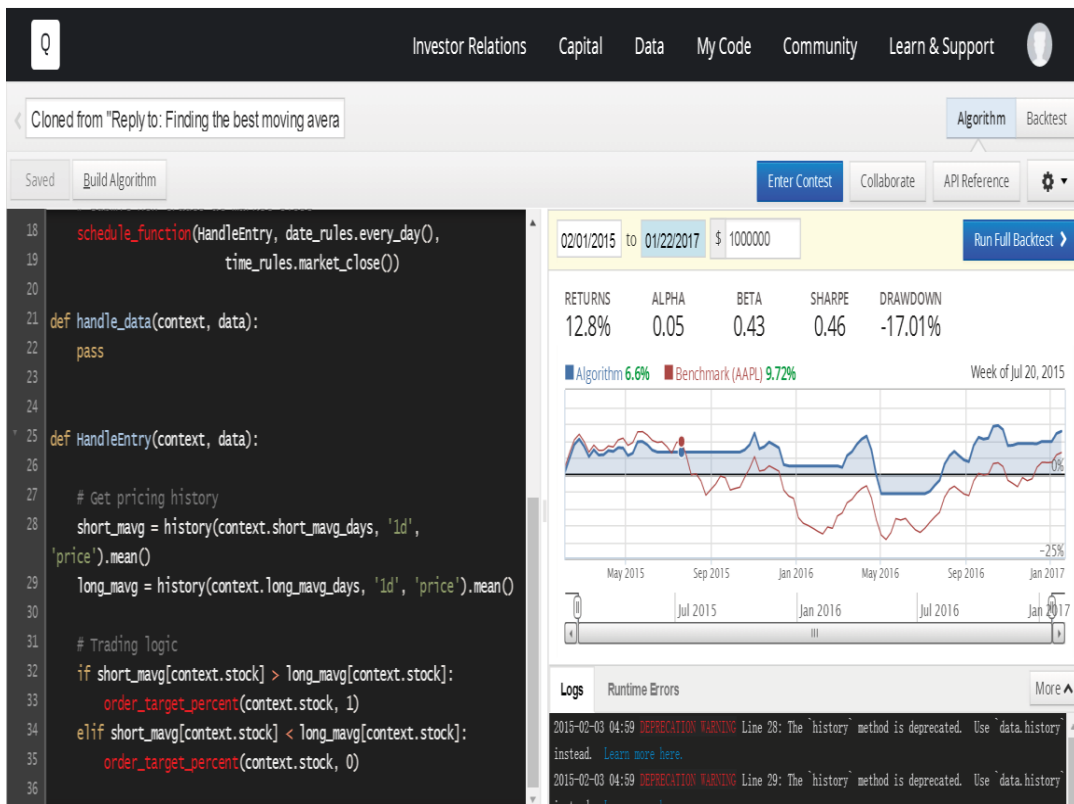 Q
Investor Relations Capital Data My Code Community Learn & Support
Cloned from "Reply to: Finding the best moving avera
Algorithm Backtest
Saved Build Algorithm
Enter Contest Collaborate API Reference
18 schedule_function(HandleEntry, date_rules.every_day(),
19 time_rules.market_close())
20
21 def handle_data(context, data):
22 pass
23
24
25 def HandleEntry(context, data):
26
27 # Get pricing history
28 short_mavg = history(context.short_mavg_days, '1d',
'price').mean()
29 long_mavg = history(context.long_mavg_days, '1d', 'price').mean()
30
31 # Trading logic
32 if short_mavg[context.stock] > long_mavg[context.stock]:
33 order_target_percent(context.stock, 1)
34 elif short_mavg[context.stock] < long_mavg[context.stock]:
35 order_target_percent(context.stock, 0)
36
02/01/2015 to 01/22/2017 $ 1000000
Run Full Backtest
RETURNS ALPHA BETA SHARPE DRAWDOWN
12.8% 0.05 0.43 0.46 -17.01%
Algorithm 6.6% Benchmark (AAPL) 9.72% Week of Jul 20, 2015
0%
-25%
May 2015 Sep 2015 Jan 2016 May 2016 Sep 2016 Jan 2017
Jul 2015 Jan 2016 Jul 2016 Jan 2017
Logs Runtime Errors More
2015-02-03 04:59 DEPRECATION WARNING Line 28: The `history` method is deprecated. Use `data.history`
instead. Learn more here.
2015-02-03 04:59 DEPRECATION WARNING Line 29: The `history` method is deprecated. Use `data.history`